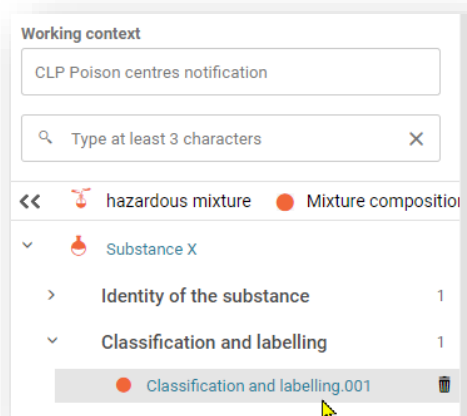 Working context
CLP Poison centres notification
Type at least 3 characters
hazardous mixture Mixture composition
Substance X
Identity of the substance 1
Classification and labelling 1
Classification and labelling.001